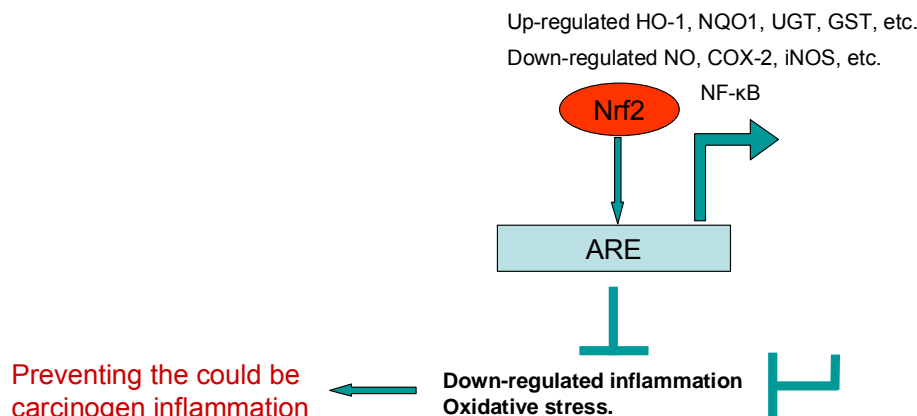 Up-regulated HO-1, NQO1, UGT, GST, etc.
Down-regulated NO, COX-2, iNOS, etc.
NF-κB
Nrf2
ARE
Preventing the could be
carcinogen inflammation
Down-regulated inflammation
Oxidative stress.